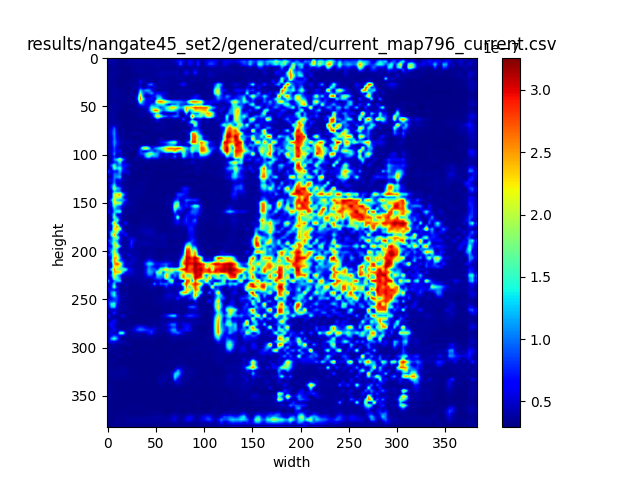 results/nangate45_set2/generated/current_map796_current.csv
1e−7
0
50
100
150
200
250
300
350
height
0 50 100 150 200 250 300 350
width
3.0
2.5
2.0
1.5
1.0
0.5